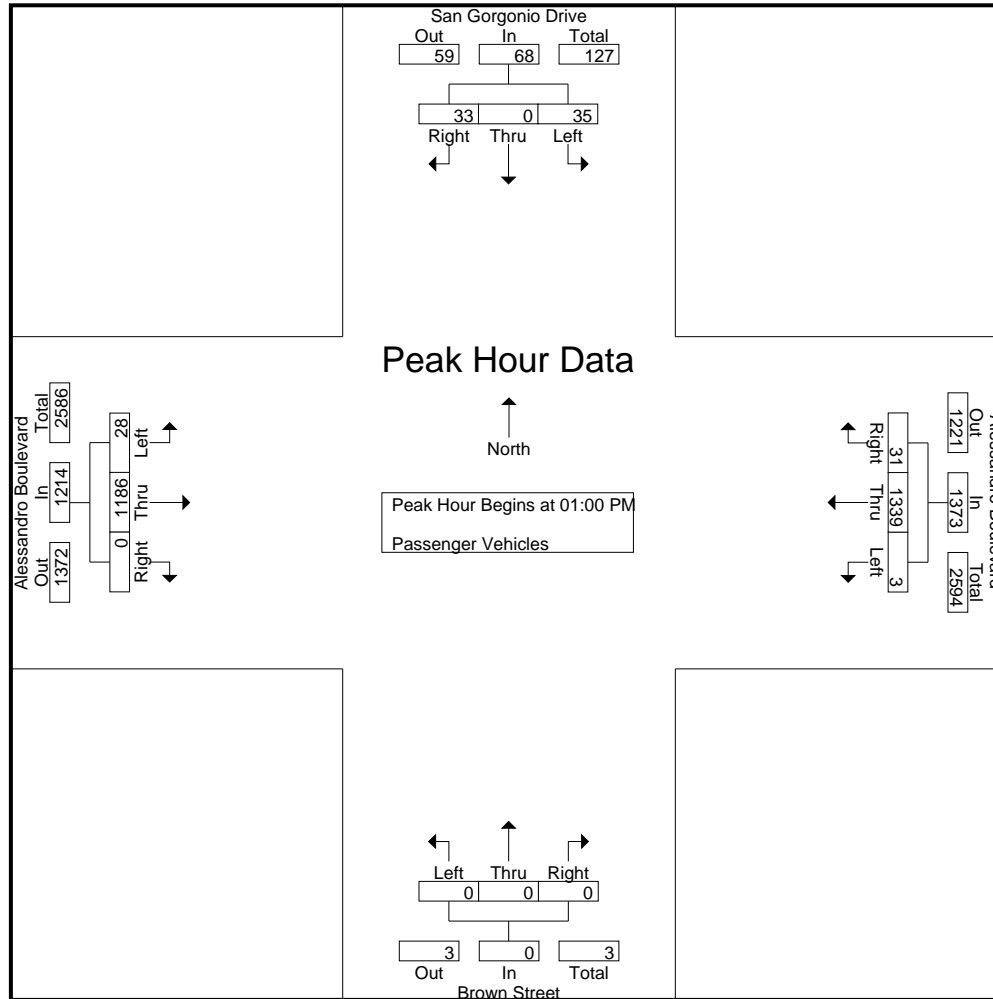 San Gorgonio Drive
Out In Total
59 68 127
33 0 35
Right Thru Left
Peak Hour Data
North
Peak Hour Begins at 01:00 PM
Passenger Vehicles
Alessandro Boulevard
Total In Out
2586 1214 1372
28 1186 0
Left Thru Right
Out In Total
1221 1373 2594
Right Thru Left
31 1339 3
Left Thru Right
0 0 0
3 0 3
Out In Total
Brown Street